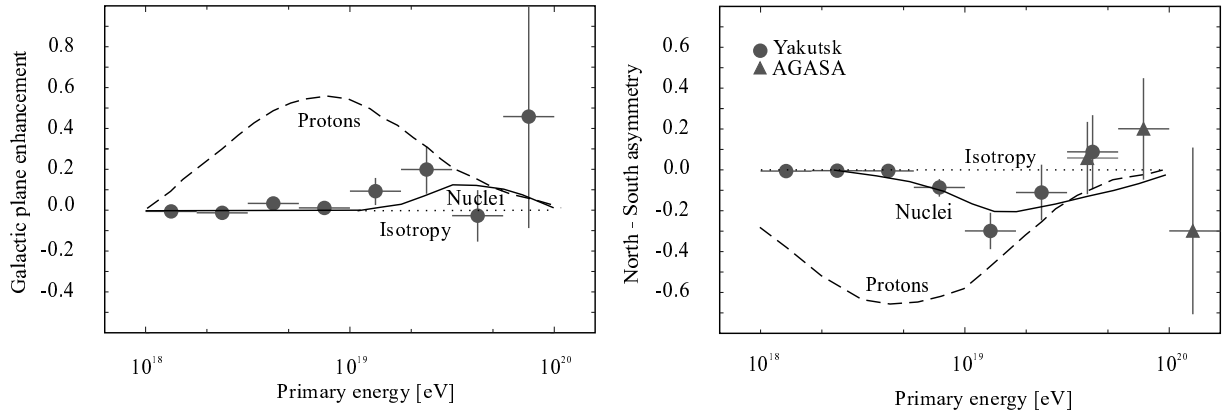 Galactic plane enhancement
0.8
0.6
0.4
0.2
0.0
-0.2
-0.4
Protons
Nuclei
Isotropy
10^18
10^19
10^20
Primary energy [eV]
North - South asymmetry
0.6
0.4
0.2
0.0
-0.2
-0.4
-0.6
Yakutsk
AGASA
Isotropy
Nuclei
Protons
10^18
10^19
10^20
Primary energy [eV]